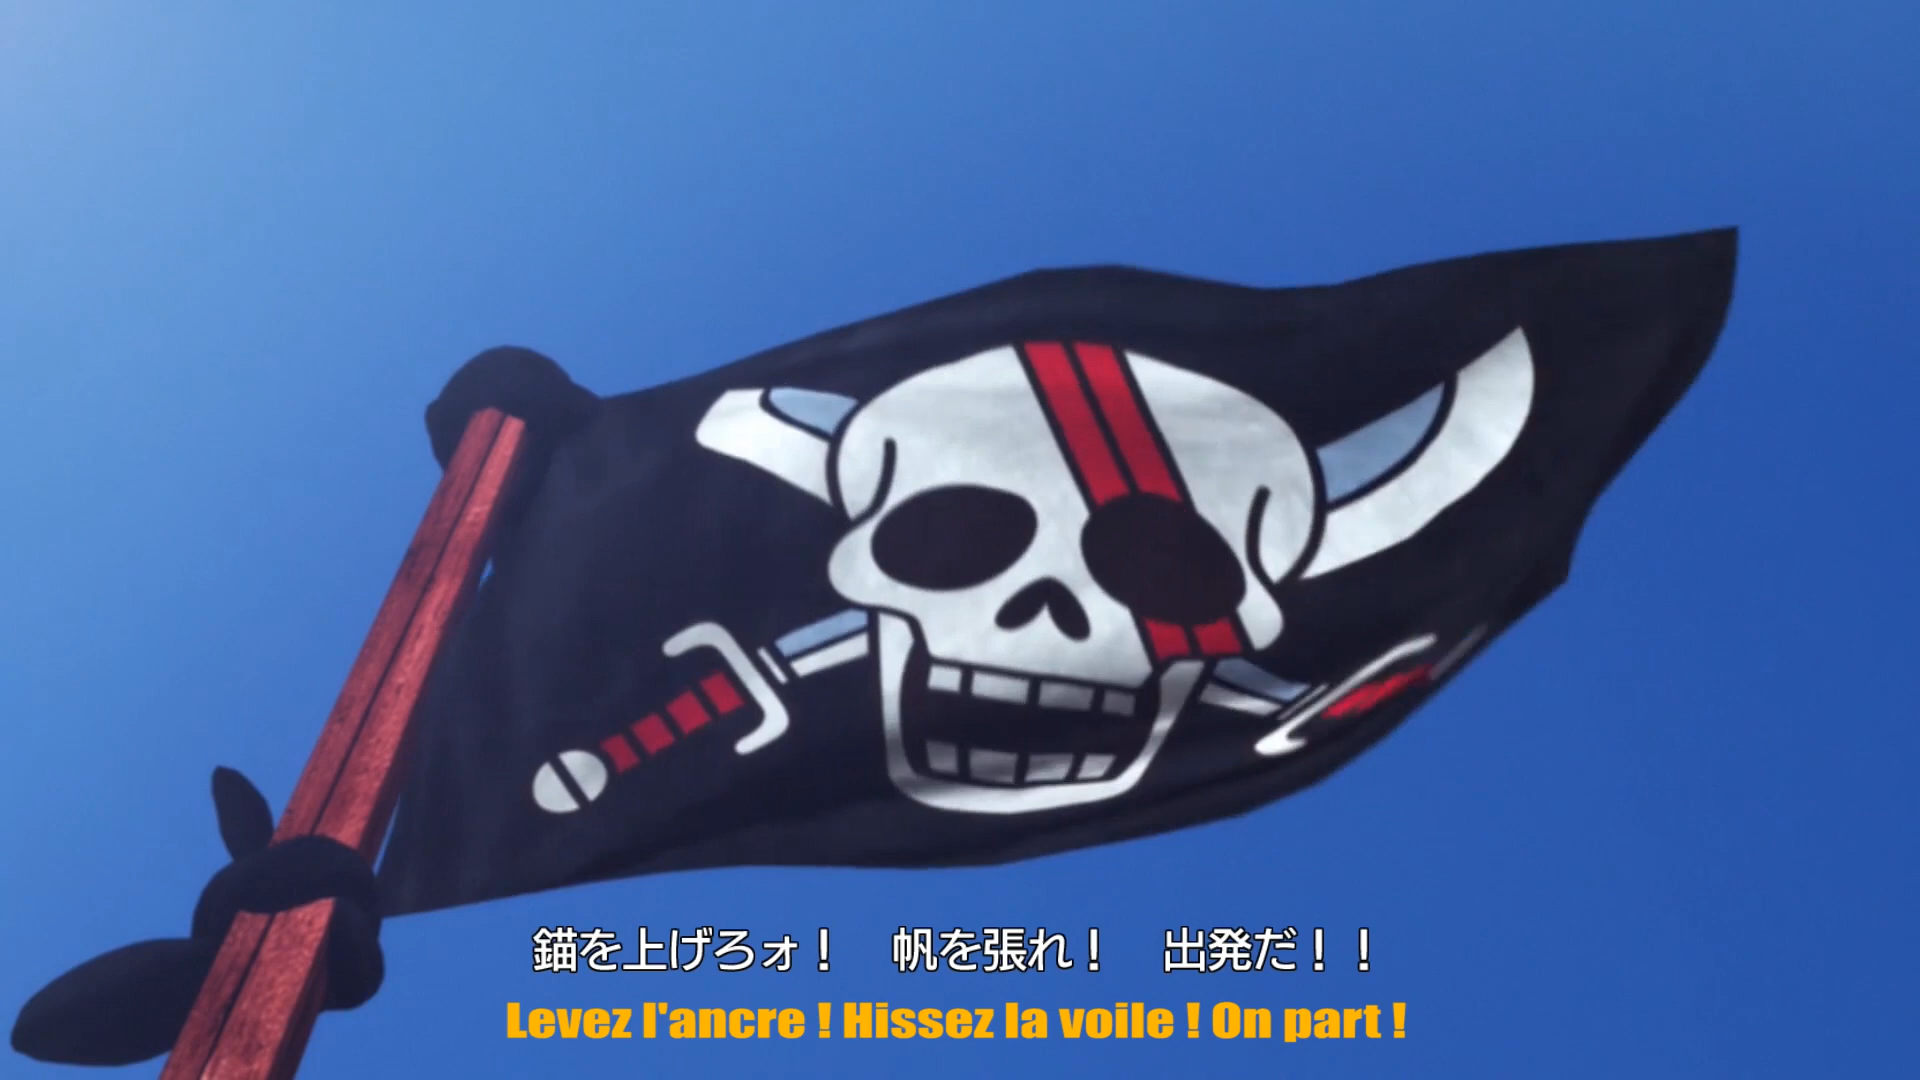 錨を上げろォ！　帆を張れ！　出発だ！！
Levez l'ancre ! Hissez la voile ! On part !